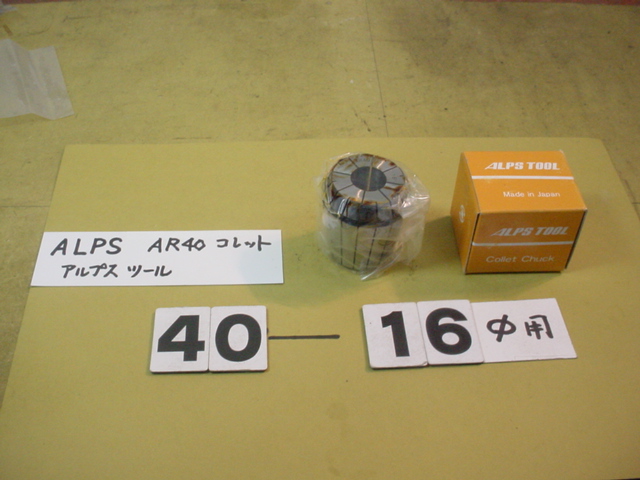 ALPS TOOL
Made in Japan
ALPS TOOL
Collet Chuck
ALPS AR40 コレット
アルプス ツール
40 — 16 φ用